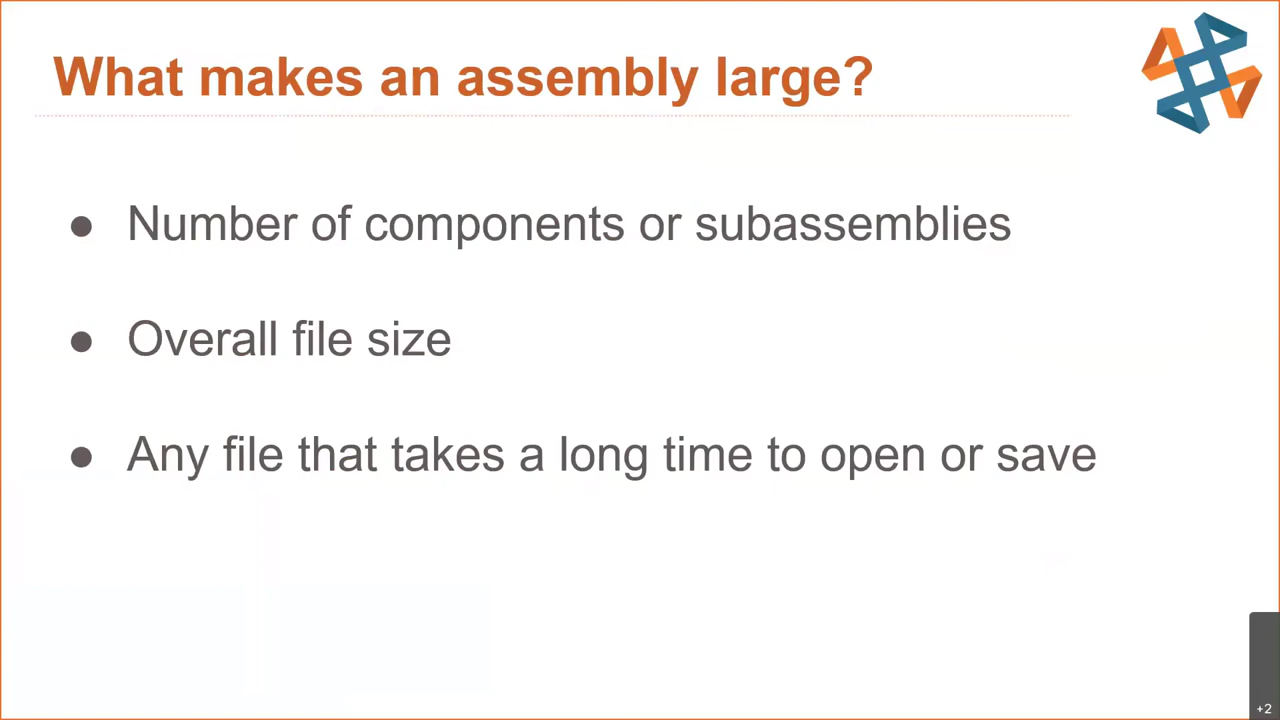 What makes an assembly large?
● Number of components or subassemblies
● Overall file size
● Any file that takes a long time to open or save
+2